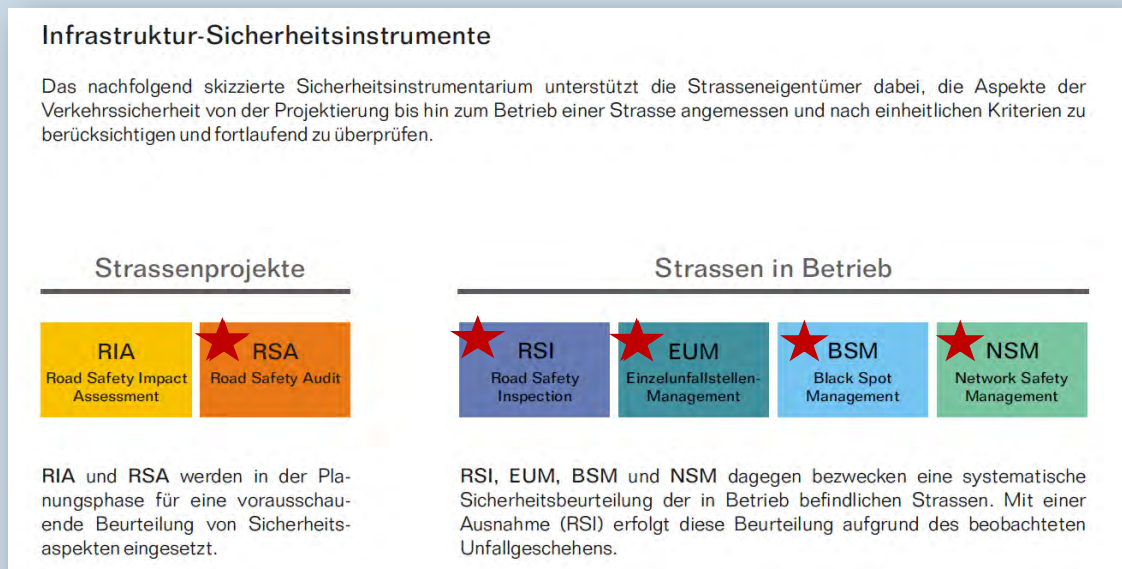 Infrastruktur-Sicherheitsinstrumente
Das nachfolgend skizzierte Sicherheitsinstrumentarium unterstützt die Strasseneigentümer dabei, die Aspekte der
Verkehrssicherheit von der Projektierung bis hin zum Betrieb einer Strasse angemessen und nach einheitlichen Kriterien zu
berücksichtigen und fortlaufend zu überprüfen.
Strassenprojekte
RIA
Road Safety Impact
Assessment
RSA
Road Safety Audit
RIA und RSA werden in der Pla-
nungsphase für eine vorausschau-
ende Beurteilung von Sicherheits-
aspekten eingesetzt.
Strassen in Betrieb
RSI
Road Safety
Inspection
EUM
Einzelunfallstellen-
Management
BSM
Black Spot
Management
NSM
Network Safety
Management
RSI, EUM, BSM und NSM dagegen bezwecken eine systematische
Sicherheitsbeurteilung der in Betrieb befindlichen Strassen. Mit einer
Ausnahme (RSI) erfolgt diese Beurteilung aufgrund des beobachteten
Unfallgeschehens.